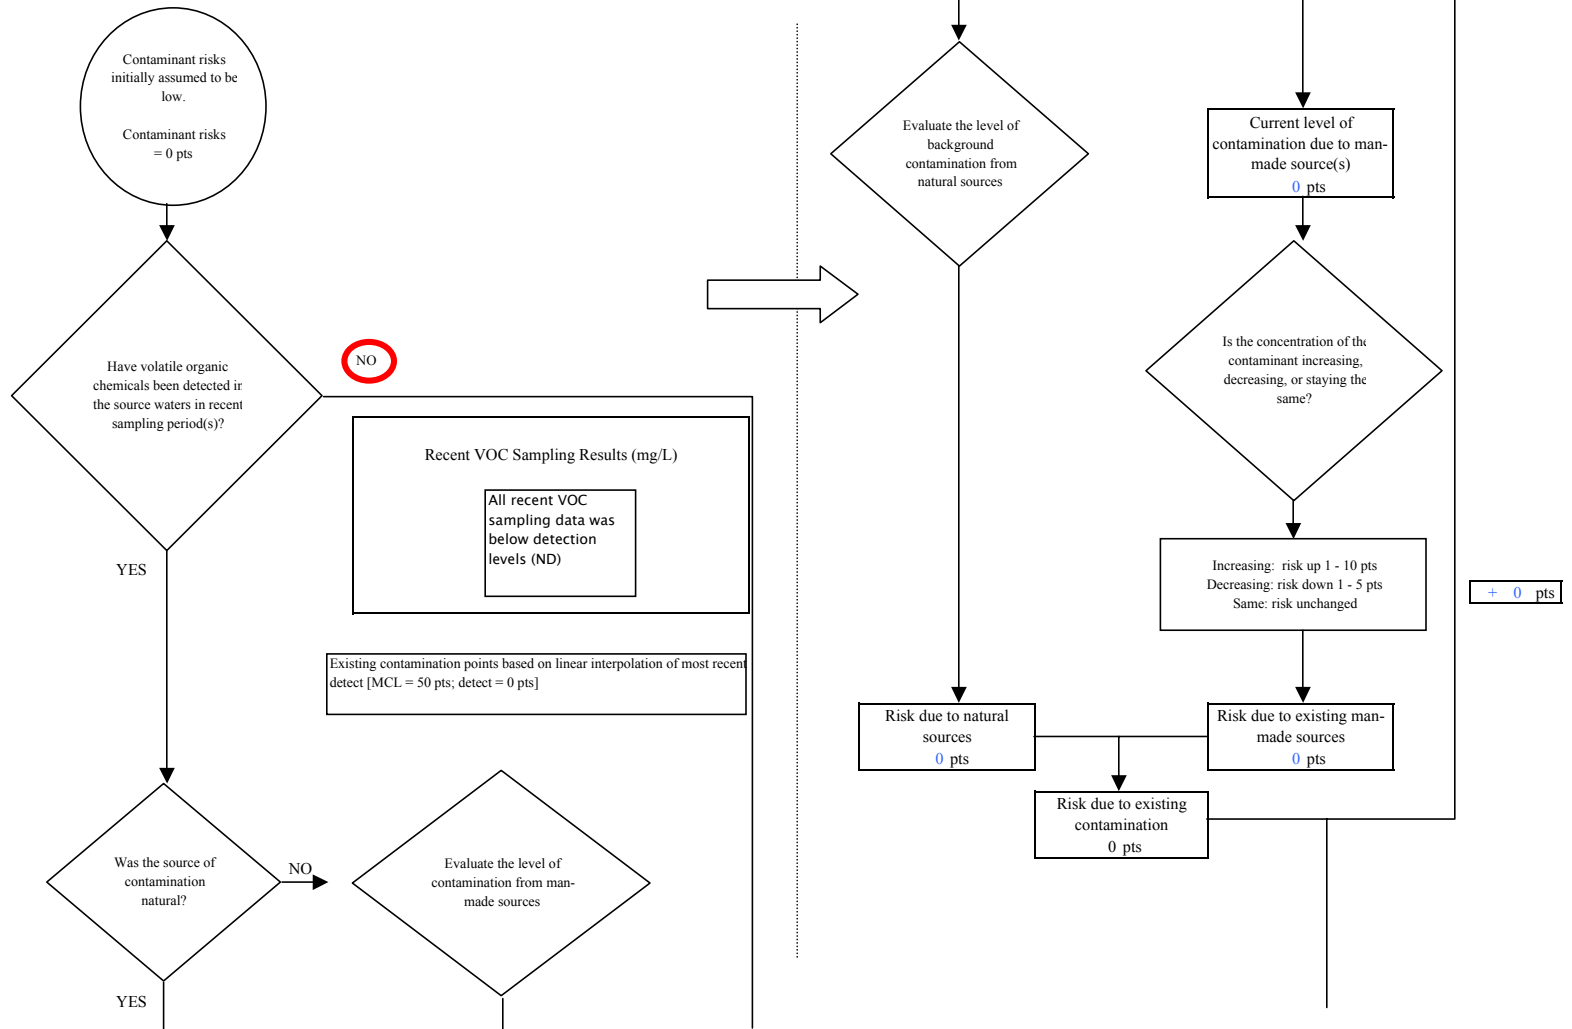 Contaminant risks
initially assumed to be
low.
Contaminant risks
= 0 pts
Have volatile organic
chemicals been detected in
the source waters in recent
sampling period(s)?
NO
Recent VOC Sampling Results (mg/L)
All recent VOC
sampling data was
below detection
levels (ND)
YES
Existing contamination points based on linear interpolation of most recent
detect [MCL = 50 pts; detect = 0 pts]
Was the source of
contamination
natural?
NO
Evaluate the level of
contamination from man-
made sources
YES
Evaluate the level of
background
contamination from
natural sources
Current level of
contamination due to man-
made source(s)
0 pts
Is the concentration of the
contaminant increasing,
decreasing, or staying the
same?
Increasing: risk up 1 - 10 pts
Decreasing: risk down 1 - 5 pts
Same: risk unchanged
+ 0 pts
Risk due to natural
sources
0 pts
Risk due to existing man-
made sources
0 pts
Risk due to existing
contamination
0 pts